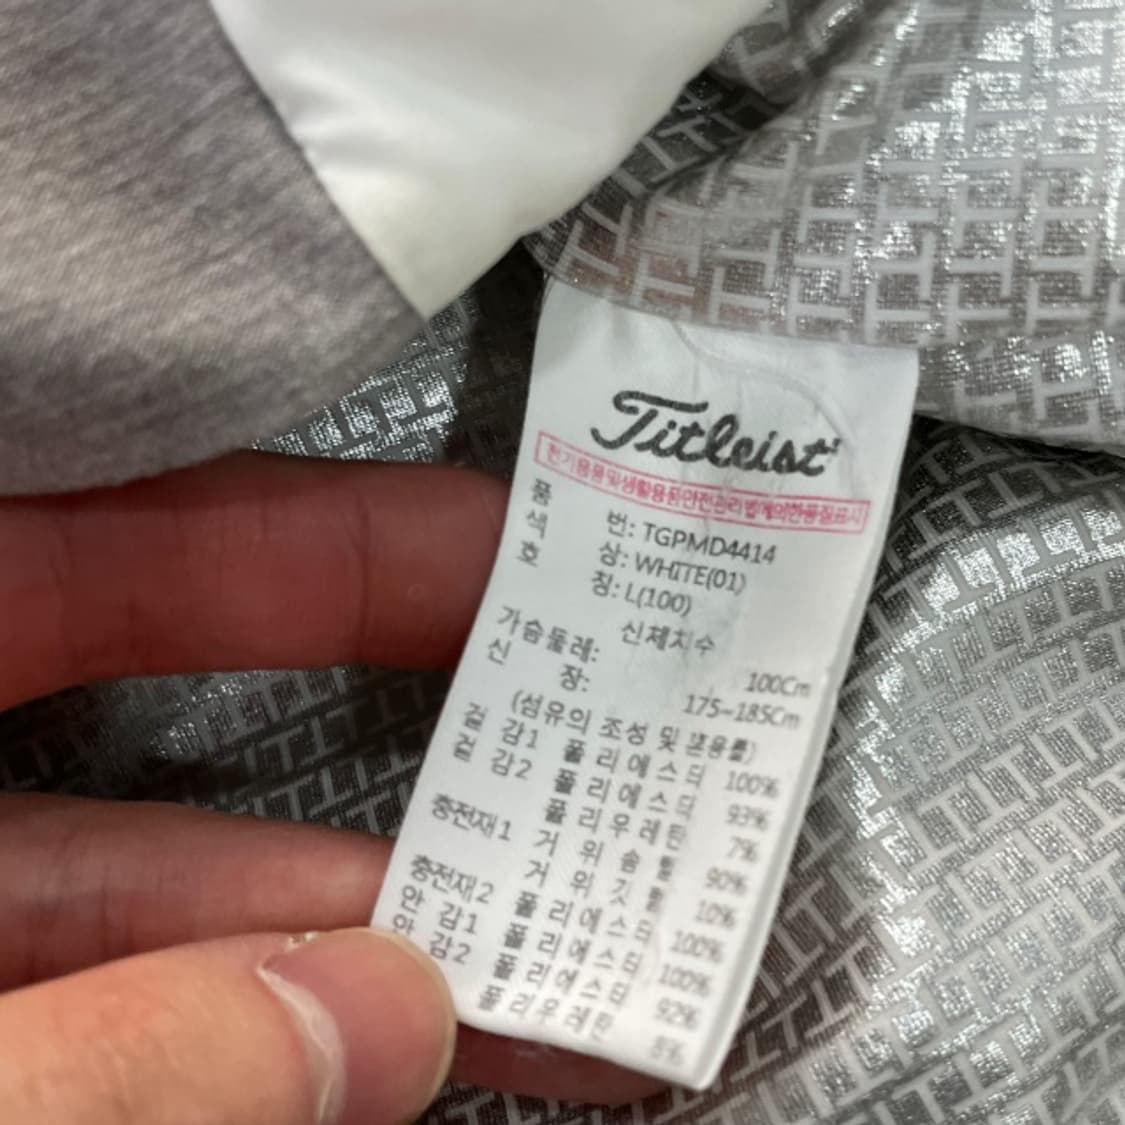 Titleist
전기용품및생활용품안전관리법에의한품질표시
품 번: TGPMD4414
색 상: WHITE(01)
호 칭: L(100)
신체치수
가슴둘레: 100Cm
신 장: 175~185Cm
(섬유의 조성 및 혼용률)
겉 감1 폴리에스터 100%
겉 감2 폴리에스터 93%
폴리우레탄 7%
충전재1 거위솜털 90%
거위깃털 10%
충전재2 폴리에스터 100%
안 감1 폴리에스터 100%
안 감2 폴리에스터 92%
폴리우레탄 8%